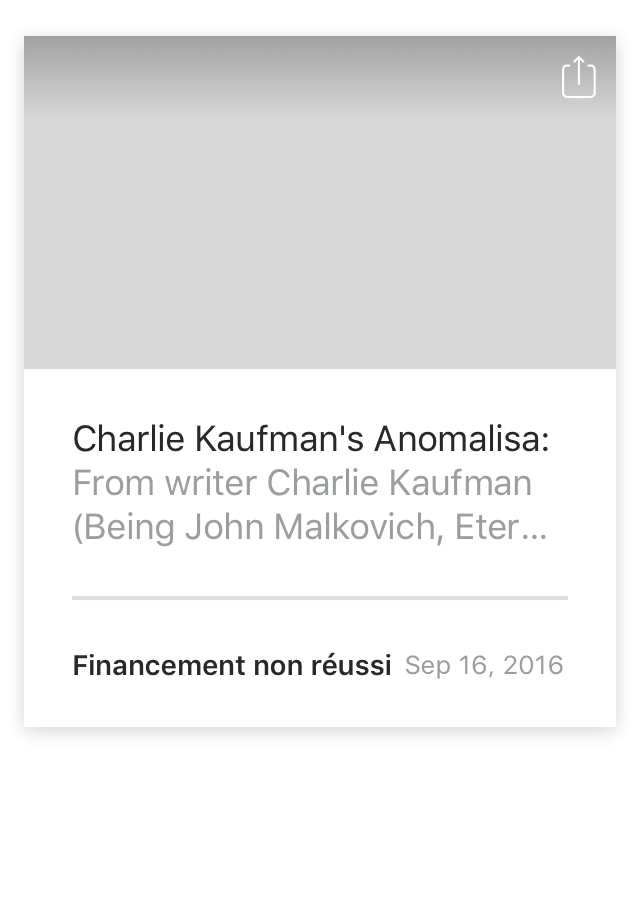 Charlie Kaufman's Anomalisa:
From writer Charlie Kaufman
(Being John Malkovich, Eter...
Financement non réussi Sep 16, 2016